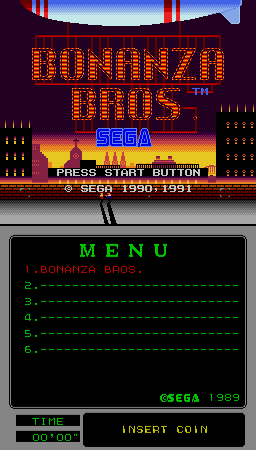 BONANZA
BROS
TM
SEGA
PRESS START BUTTON
© SEGA 1990,1991
MENU
1.BONANZA BROS.
2.-------------------------
3.-------------------------
4.-------------------------
5.-------------------------
6.-------------------------
©SEGA 1989
TIME
00'00"
INSERT COIN